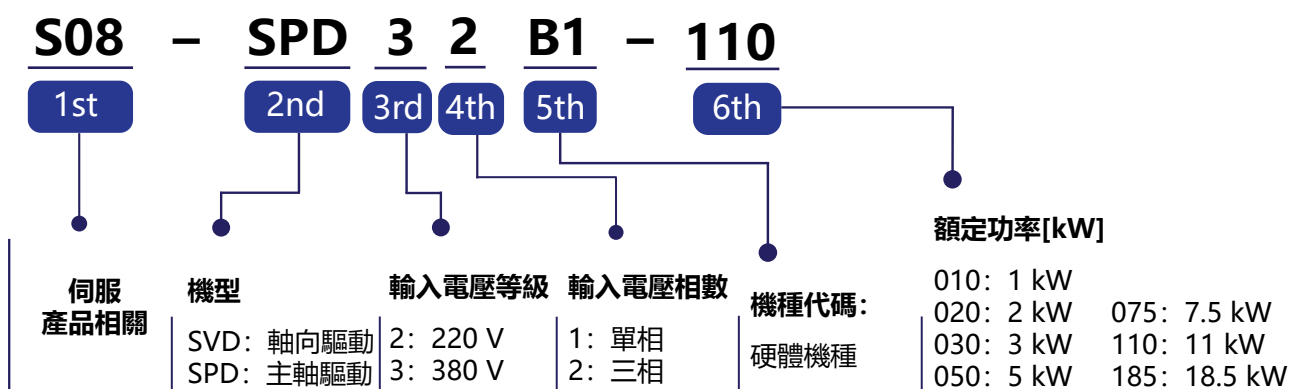 S08 – SPD 3 2 B1 – 110
1st 2nd 3rd 4th 5th 6th
伺服
產品相關
機型
SVD：軸向驅動
SPD：主軸驅動
輸入電壓等級
2：220 V
3：380 V
輸入電壓相數
1：單相
2：三相
機種代碼：
硬體機種
額定功率[kW]
010：1 kW
020：2 kW 075：7.5 kW
030：3 kW 110：11 kW
050：5 kW 185：18.5 kW